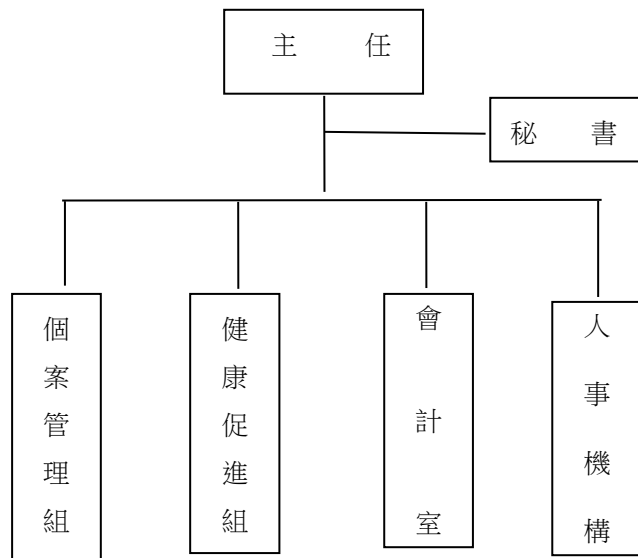 主任
秘書
個案管理組
健康促進組
會計室
人事機構